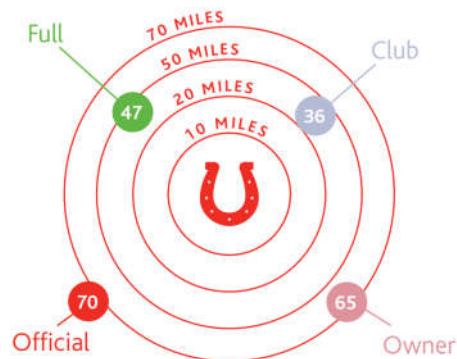 70 MILES
Full
Club
50 MILES
20 MILES
47
36
10 MILES
70
65
Official
Owner